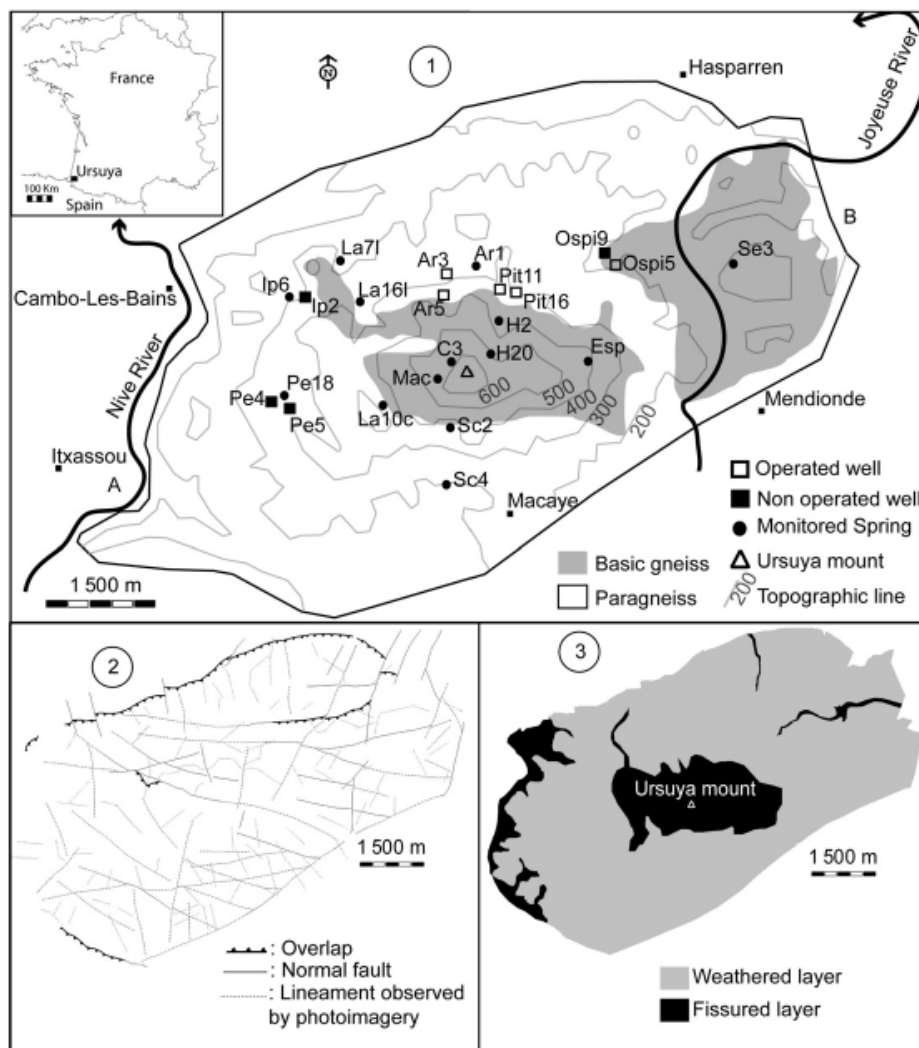 France
Ursuya
100 Km
Spain
1
N
Hasparren
Joyeuse River
B
La7l
Ar3
Ar1
Ospi9
Ospi5
Se3
Pit11
Cambo-Les-Bains
Ip6
Ip2
La16l
Ar5
Pit16
H2
C3
H20
Esp
Nive River
Mac
600
500
400
300
200
Pe18
Pe4
Pe5
La10c
Sc2
Mendionde
Itxassou
A
Sc4
Macaye
Operated well
Non operated well
Monitored Spring
Basic gneiss
Ursuya mount
1 500 m
Paragneiss
200
Topographic line
2
1 500 m
: Overlap
: Normal fault
: Lineament observed
by photoimagery
3
Ursuya mount
1 500 m
Weathered layer
Fissured layer